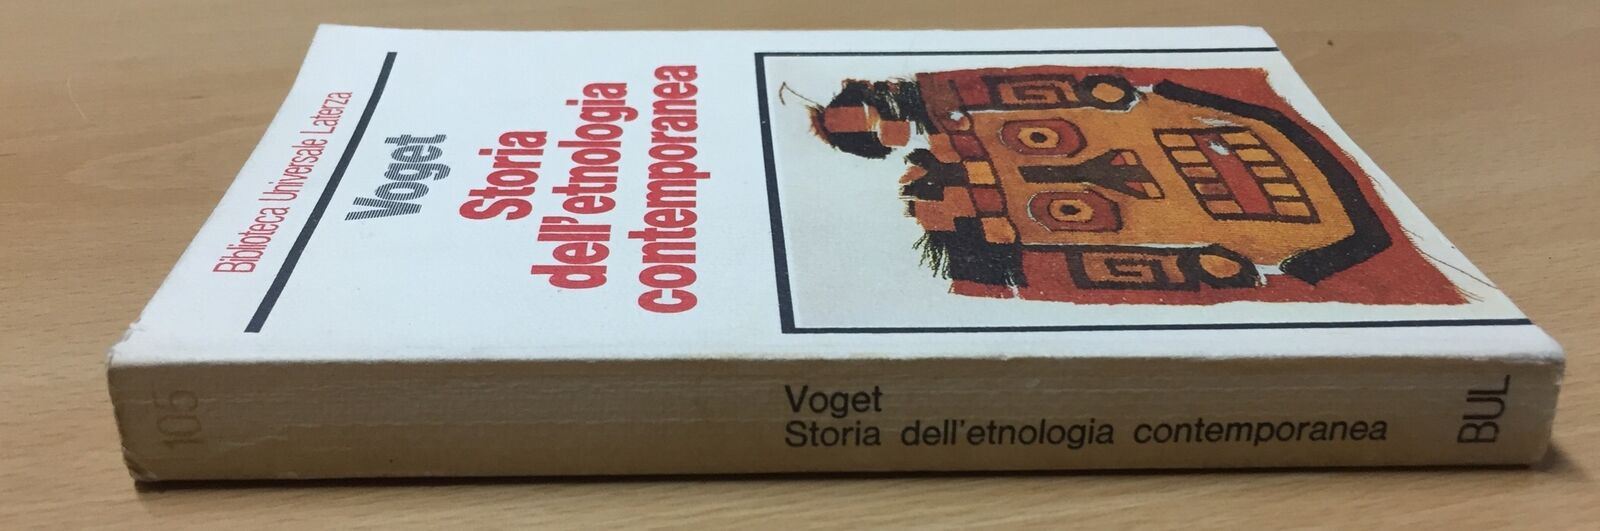 Biblioteca Universale Laterza
Voget
Storia
dell'etnologia
contemporanea
105
Voget
Storia dell'etnologia contemporanea
BUL